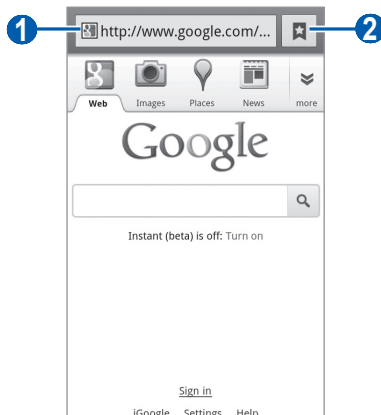 1 http://www.google.com/... 2
Web Images Places News more
Google
Instant (beta) is off: Turn on
Sign in
iGoogle Settings Help